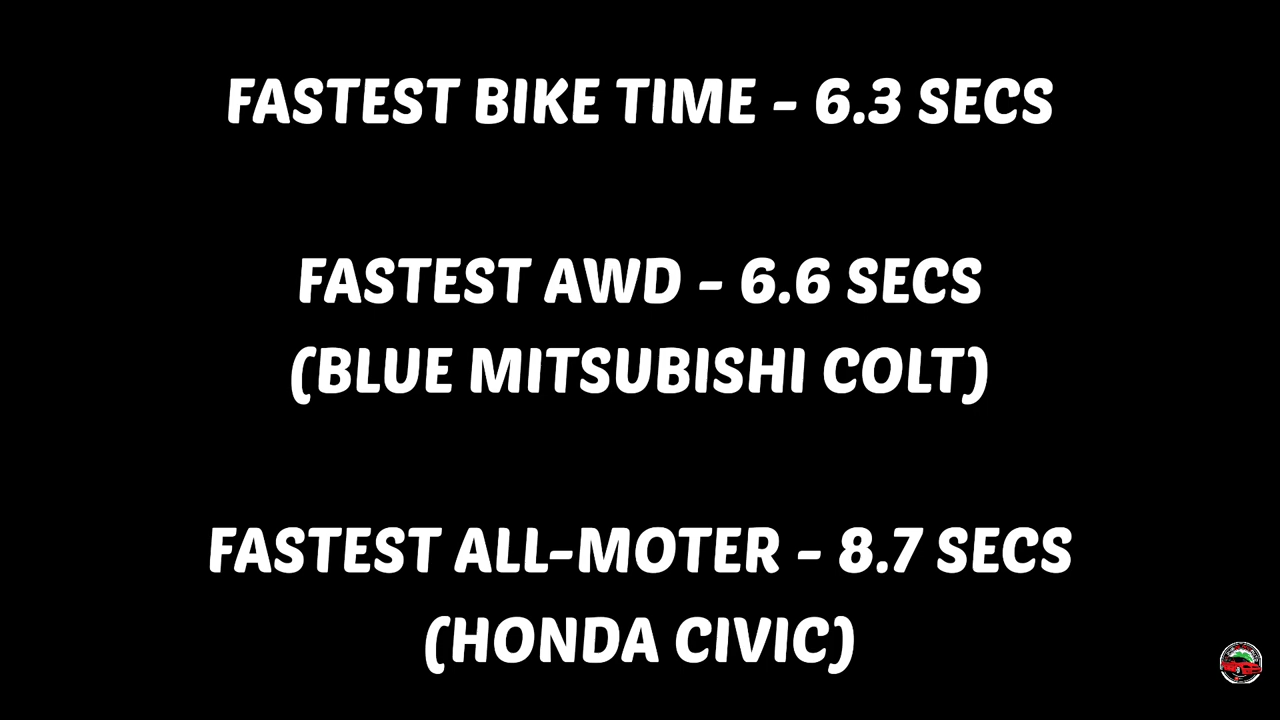 FASTEST BIKE TIME - 6.3 SECS
FASTEST AWD - 6.6 SECS
(BLUE MITSUBISHI COLT)
FASTEST ALL-MOTER - 8.7 SECS
(HONDA CIVIC)